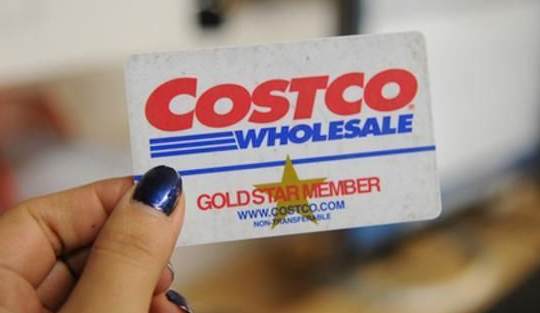 COSTCO
WHOLESALE
GOLD STAR MEMBER
WWW.COSTCO.COM
NON-TRANSFERABLE